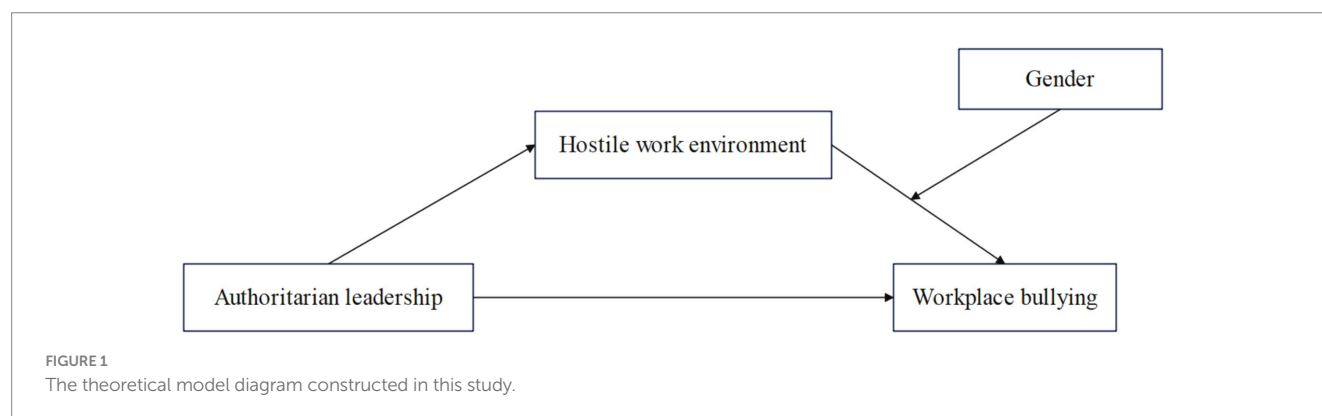 Gender
Hostile work environment
Authoritarian leadership
Workplace bullying
FIGURE 1
The theoretical model diagram constructed in this study.